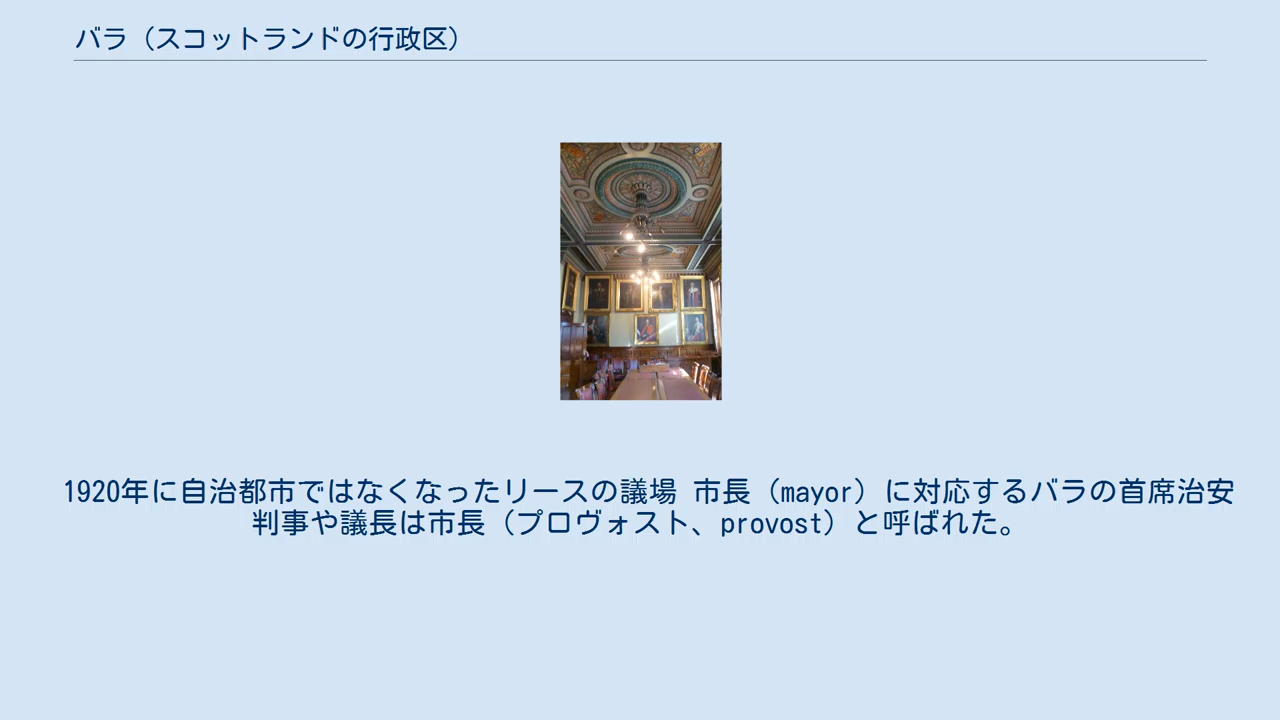 バラ（スコットランドの行政区）
1920年に自治都市ではなくなったリースの議場 市長（mayor）に対応するバラの首席治安
判事や議長は市長（プロヴォスト、provost）と呼ばれた。